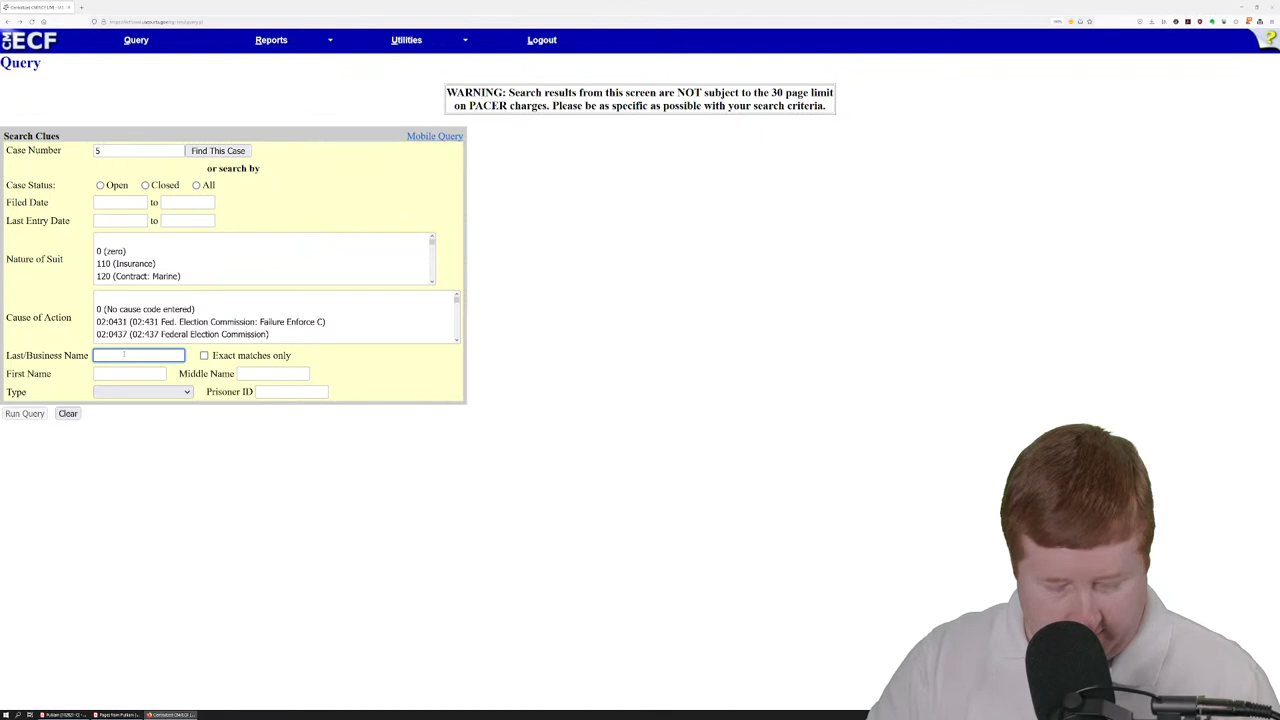 CM ECF
Query Reports Utilities Logout ?
Query
WARNING: Search results from this screen are NOT subject to the 30 page limit
on PACER charges. Please be as specific as possible with your search criteria.
Search Clues Mobile Query
Case Number 5 Find This Case
or search by
Case Status: Open Closed All
Filed Date to
Last Entry Date to
Nature of Suit
0 (zero)
110 (Insurance)
120 (Contract: Marine)
Cause of Action
0 (No cause code entered)
02:0431 (02:431 Fed. Election Commission: Failure Enforce C)
02:0437 (02:437 Federal Election Commission)
Last/Business Name Exact matches only
First Name Middle Name
Type Prisoner ID
Run Query Clear